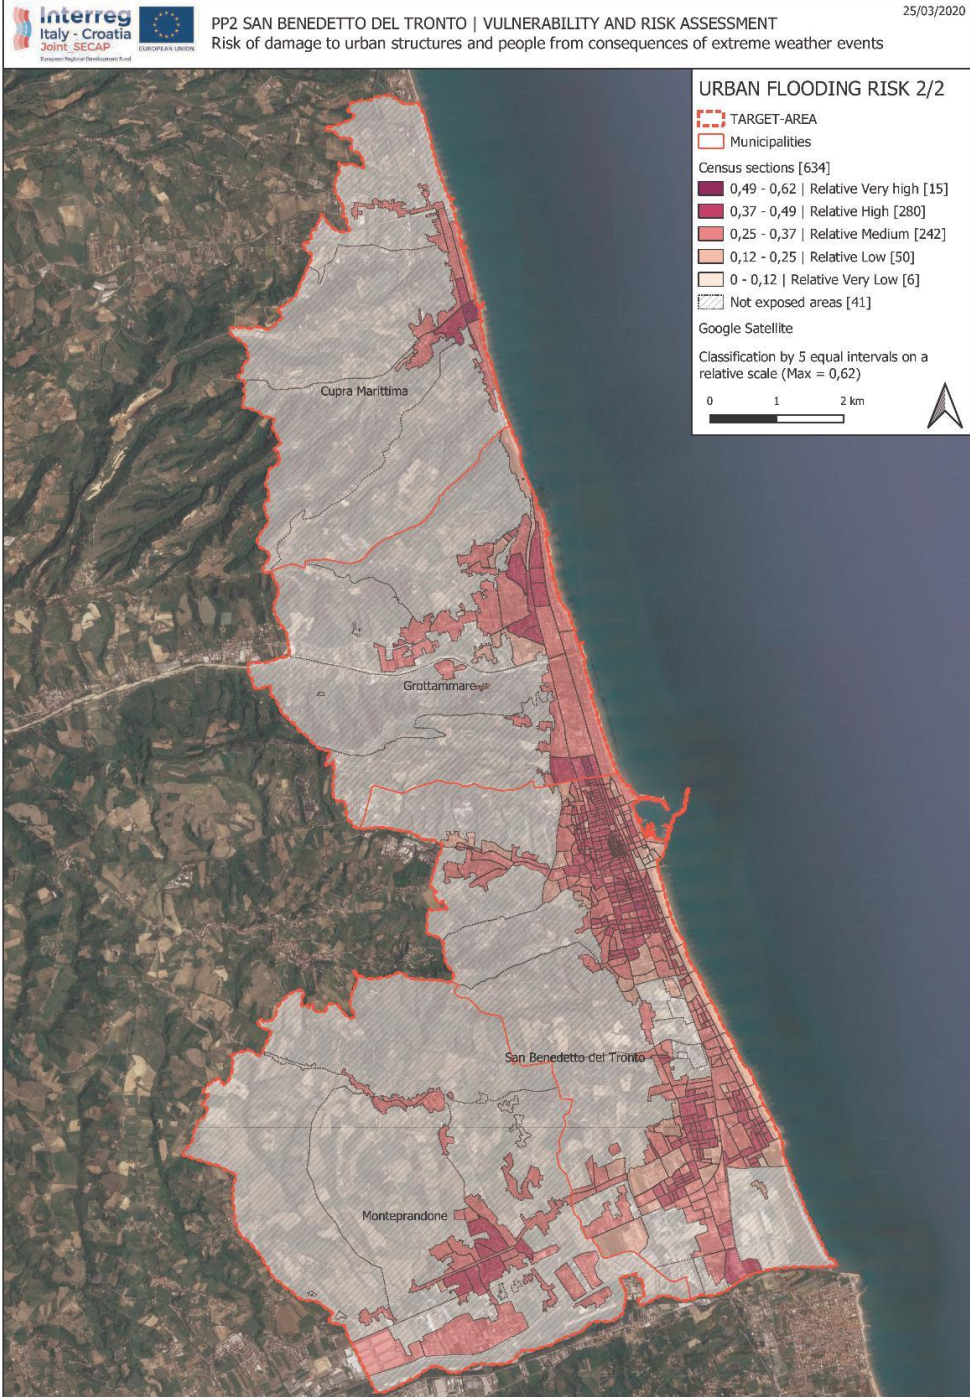 Interreg
Italy - Croatia
Joint_SECAP
European Regional Development Fund
EUROPEAN UNION
PP2 SAN BENEDETTO DEL TRONTO | VULNERABILITY AND RISK ASSESSMENT
Risk of damage to urban structures and people from consequences of extreme weather events
25/03/2020
URBAN FLOODING RISK 2/2
TARGET-AREA
Municipalities
Census sections [634]
0,49 - 0,62 | Relative Very high [15]
0,37 - 0,49 | Relative High [280]
0,25 - 0,37 | Relative Medium [242]
0,12 - 0,25 | Relative Low [50]
0 - 0,12 | Relative Very Low [6]
Not exposed areas [41]
Google Satellite
Classification by 5 equal intervals on a
relative scale (Max = 0,62)
0 1 2 km
Cupra Marittima
Grottammare
San Benedetto del Tronto
Monteprandone